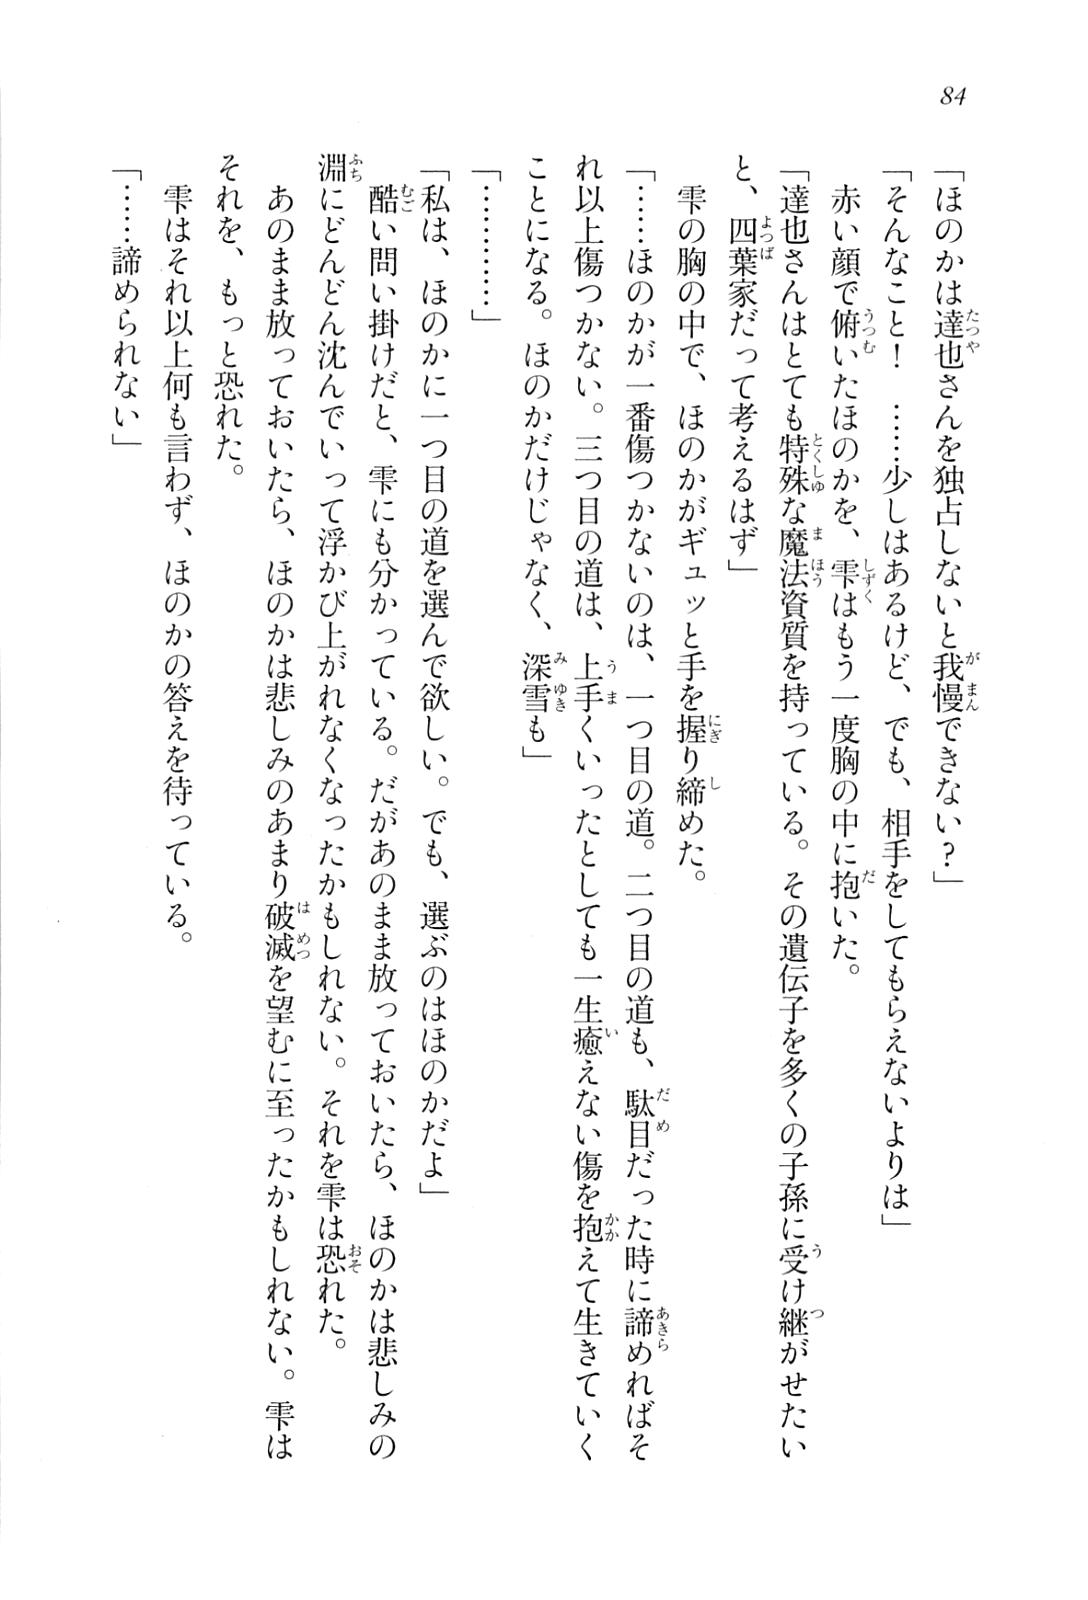 84
「ほのかは達也さんを独占しないと我慢できない？」
「そんなこと！　……少しはあるけど、でも、相手をしてもらえないよりは」
赤い顔で俯いたほのかを、雫はもう一度胸の中に抱いた。
「達也さんはとても特殊な魔法資質を持っている。その遺伝子を多くの子孫に受け継がせたい
と、四葉家だって考えるはず」
雫の胸の中で、ほのかがギュッと手を握り締めた。
「……ほのかが一番傷つかないのは、一つ目の道。二つ目の道も、駄目だった時に諦めればそ
れ以上傷つかない。三つ目の道は、上手くいったとしても一生癒えない傷を抱えて生きていく
ことになる。ほのかだけじゃなく、深雪も」
「…………」
「私は、ほのかに一つ目の道を選んで欲しい。でも、選ぶのはほのかだよ」
酷い問い掛けだと、雫にも分かっている。だがあのまま放っておいたら、ほのかは悲しみの
淵にどんどん沈んでいって浮かび上がれなくなったかもしれない。それを雫は恐れた。
あのまま放っておいたら、ほのかは悲しみのあまり破滅を望むに至ったかもしれない。雫は
それを、もっと恐れた。
雫はそれ以上何も言わず、ほのかの答えを待っている。
「……諦められない」